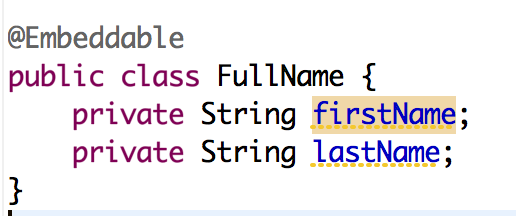 @Embeddable
public class FullName {
    private String firstName;
    private String lastName;
}